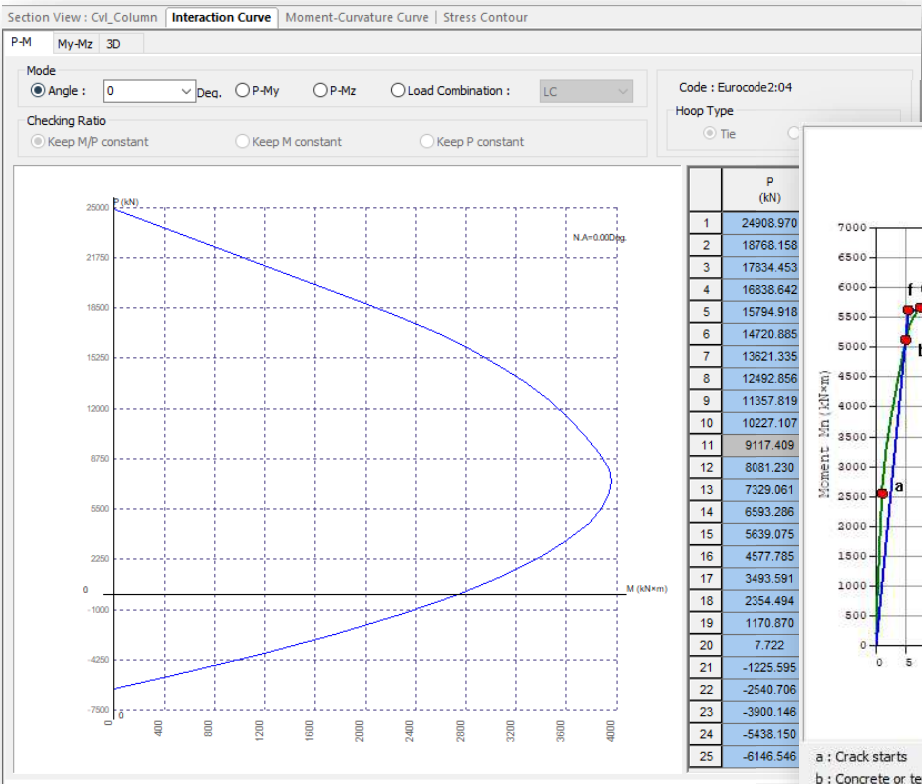 Section View : Cvl_Column Interaction Curve Moment-Curvature Curve Stress Contour
P-M My-Mz 3D
Mode
Angle : 0 Deg. P-My P-Mz Load Combination : LC
Checking Ratio
Keep M/P constant Keep M constant Keep P constant
Code : Eurocode2:04
Hoop Type
Tie
P (kN)
N.A=0.00Deg.
25000
21750
18500
15250
12000
8750
5500
2250
0
-1000
-4250
-7500
M (kN*m)
0
0 400 800 1200 1600 2000 2400 2800 3200 3600 4000
P
(kN)
1 24908.970
2 18768.158
3 17834.453
4 16838.642
5 15794.918
6 14720.885
7 13621.335
8 12492.856
9 11357.819
10 10227.107
11 9117.409
12 8081.230
13 7329.061
14 6593.286
15 5639.075
16 4577.785
17 3493.591
18 2354.494
19 1170.870
20 7.722
21 -1225.595
22 -2540.706
23 -3900.146
24 -5438.150
25 -6146.546
Moment Mn (kN*m)
7000
6500
6000
5500
5000
4500
4000
3500
3000
2500
2000
1500
1000
500
0
0 5
f
b
a
a : Crack starts
b : Concrete or te